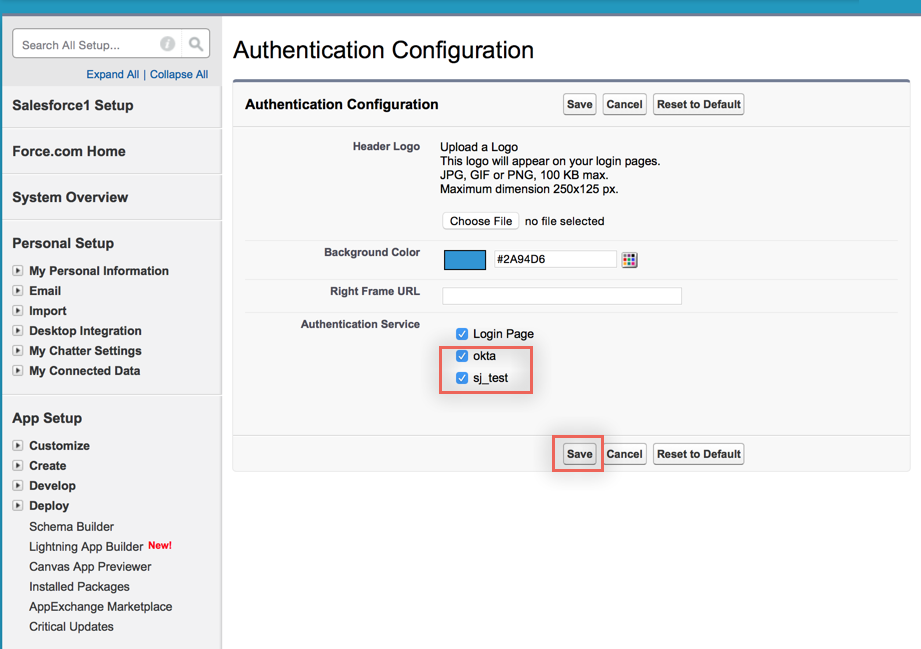 Search All Setup...
Expand All | Collapse All
Salesforce1 Setup
Force.com Home
System Overview
Personal Setup
My Personal Information
Email
Import
Desktop Integration
My Chatter Settings
My Connected Data
App Setup
Customize
Create
Develop
Deploy
Schema Builder
Lightning App Builder New!
Canvas App Previewer
Installed Packages
AppExchange Marketplace
Critical Updates
Authentication Configuration
Authentication Configuration Save Cancel Reset to Default
Header Logo Upload a Logo
This logo will appear on your login pages.
JPG, GIF or PNG, 100 KB max.
Maximum dimension 250x125 px.
Choose File no file selected
Background Color #2A94D6
Right Frame URL
Authentication Service
Login Page
okta
sj_test
Save Cancel Reset to Default